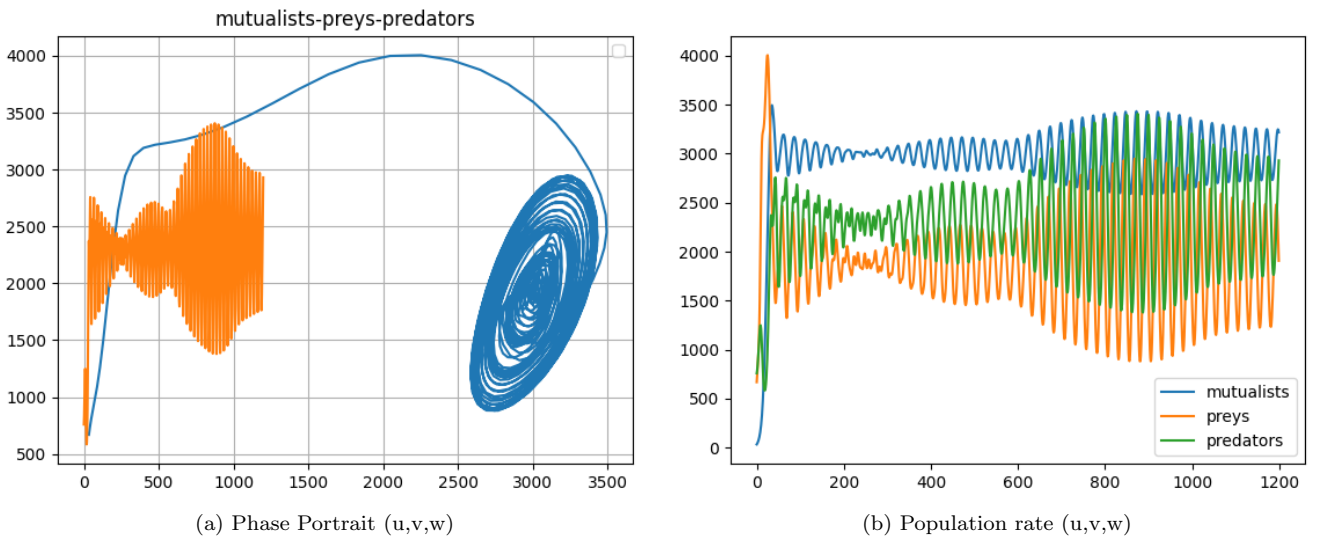 mutualists-preys-predators
4000
3500
3000
2500
2000
1500
1000
500
0 500 1000 1500 2000 2500 3000 3500
(a) Phase Portrait (u,v,w)
4000
3500
3000
2500
2000
1500
1000
500
0
0 200 400 600 800 1000 1200
mutualists
preys
predators
(b) Population rate (u,v,w)